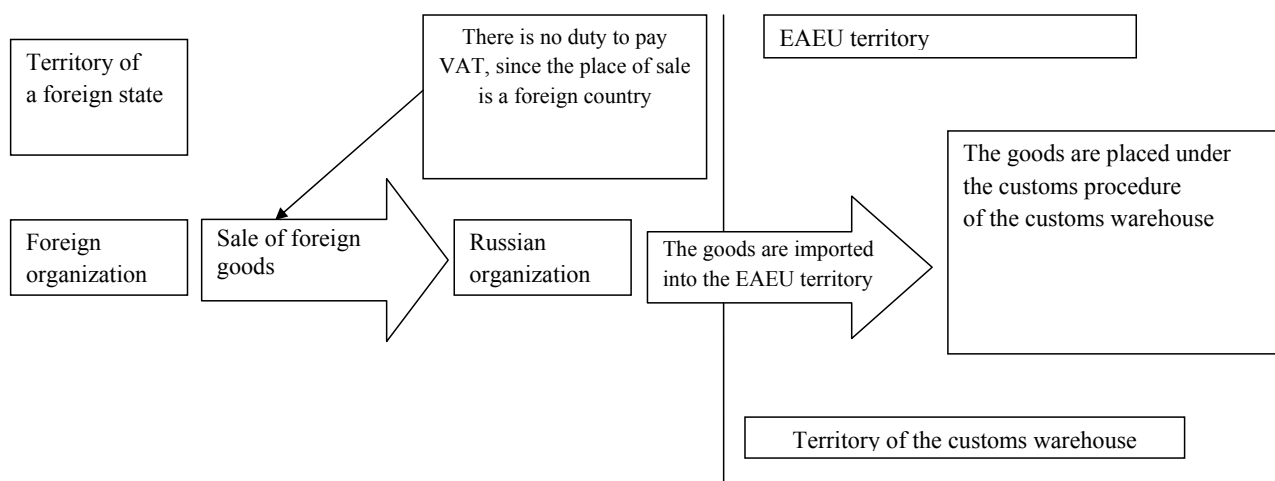 Territory of
a foreign state
There is no duty to pay
VAT, since the place of sale
is a foreign country
EAEU territory
Foreign
organization
Sale of foreign
goods
Russian
organization
The goods are imported
into the EAEU territory
The goods are placed under
the customs procedure
of the customs warehouse
Territory of the customs warehouse